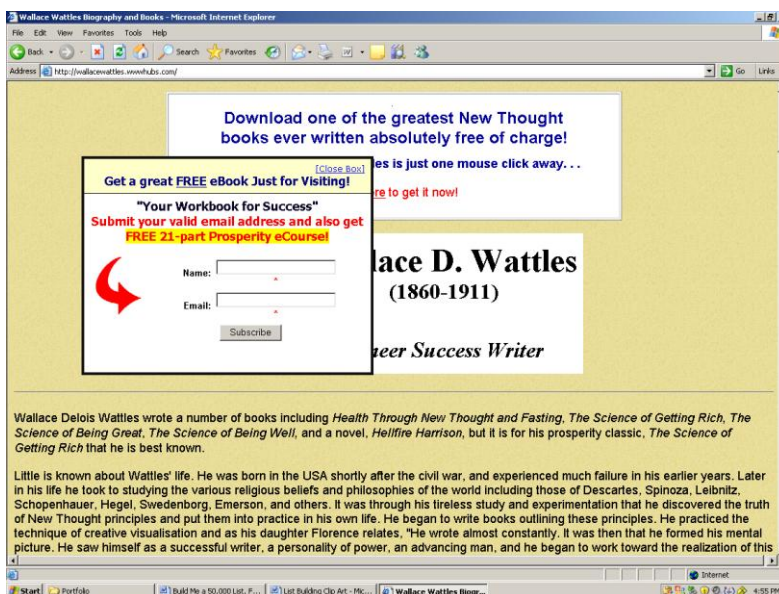 Wallace Wattles Biography and Books - Microsoft Internet Explorer
File Edit View Favorites Tools Help
Back Search Favorites
Address http://wallacewattles.wwwhubs.com/ Go Links
Download one of the greatest New Thought
books ever written absolutely free of charge!
les is just one mouse click away. . .
re to get it now!
[Close Box]
Get a great FREE eBook Just for Visiting!
"Your Workbook for Success"
Submit your valid email address and also get
FREE 21-part Prosperity eCourse!
Name:
*
Email:
*
Subscribe
lace D. Wattles
(1860-1911)
neer Success Writer
Wallace Delois Wattles wrote a number of books including Health Through New Thought and Fasting, The Science of Getting Rich, The
Science of Being Great, The Science of Being Well, and a novel, Hellfire Harrison, but it is for his prosperity classic, The Science of
Getting Rich that he is best known.
Little is known about Wattles' life. He was born in the USA shortly after the civil war, and experienced much failure in his earlier years. Later
in his life he took to studying the various religious beliefs and philosophies of the world including those of Descartes, Spinoza, Leibnitz,
Schopenhauer, Hegel, Swedenborg, Emerson, and others. It was through his tireless study and experimentation that he discovered the truth
of New Thought principles and put them into practice in his own life. He began to write books outlining these principles. He practiced the
technique of creative visualisation and as his daughter Florence relates, "He wrote almost constantly. It was then that he formed his mental
picture. He saw himself as a successful writer, a personality of power, an advancing man, and he began to work toward the realization of this
Internet
Start Portfolio Build Me a 50,000 List, F... List Building Clip Art - Mic... Wallace Wattles Biogr... 4:55 PM